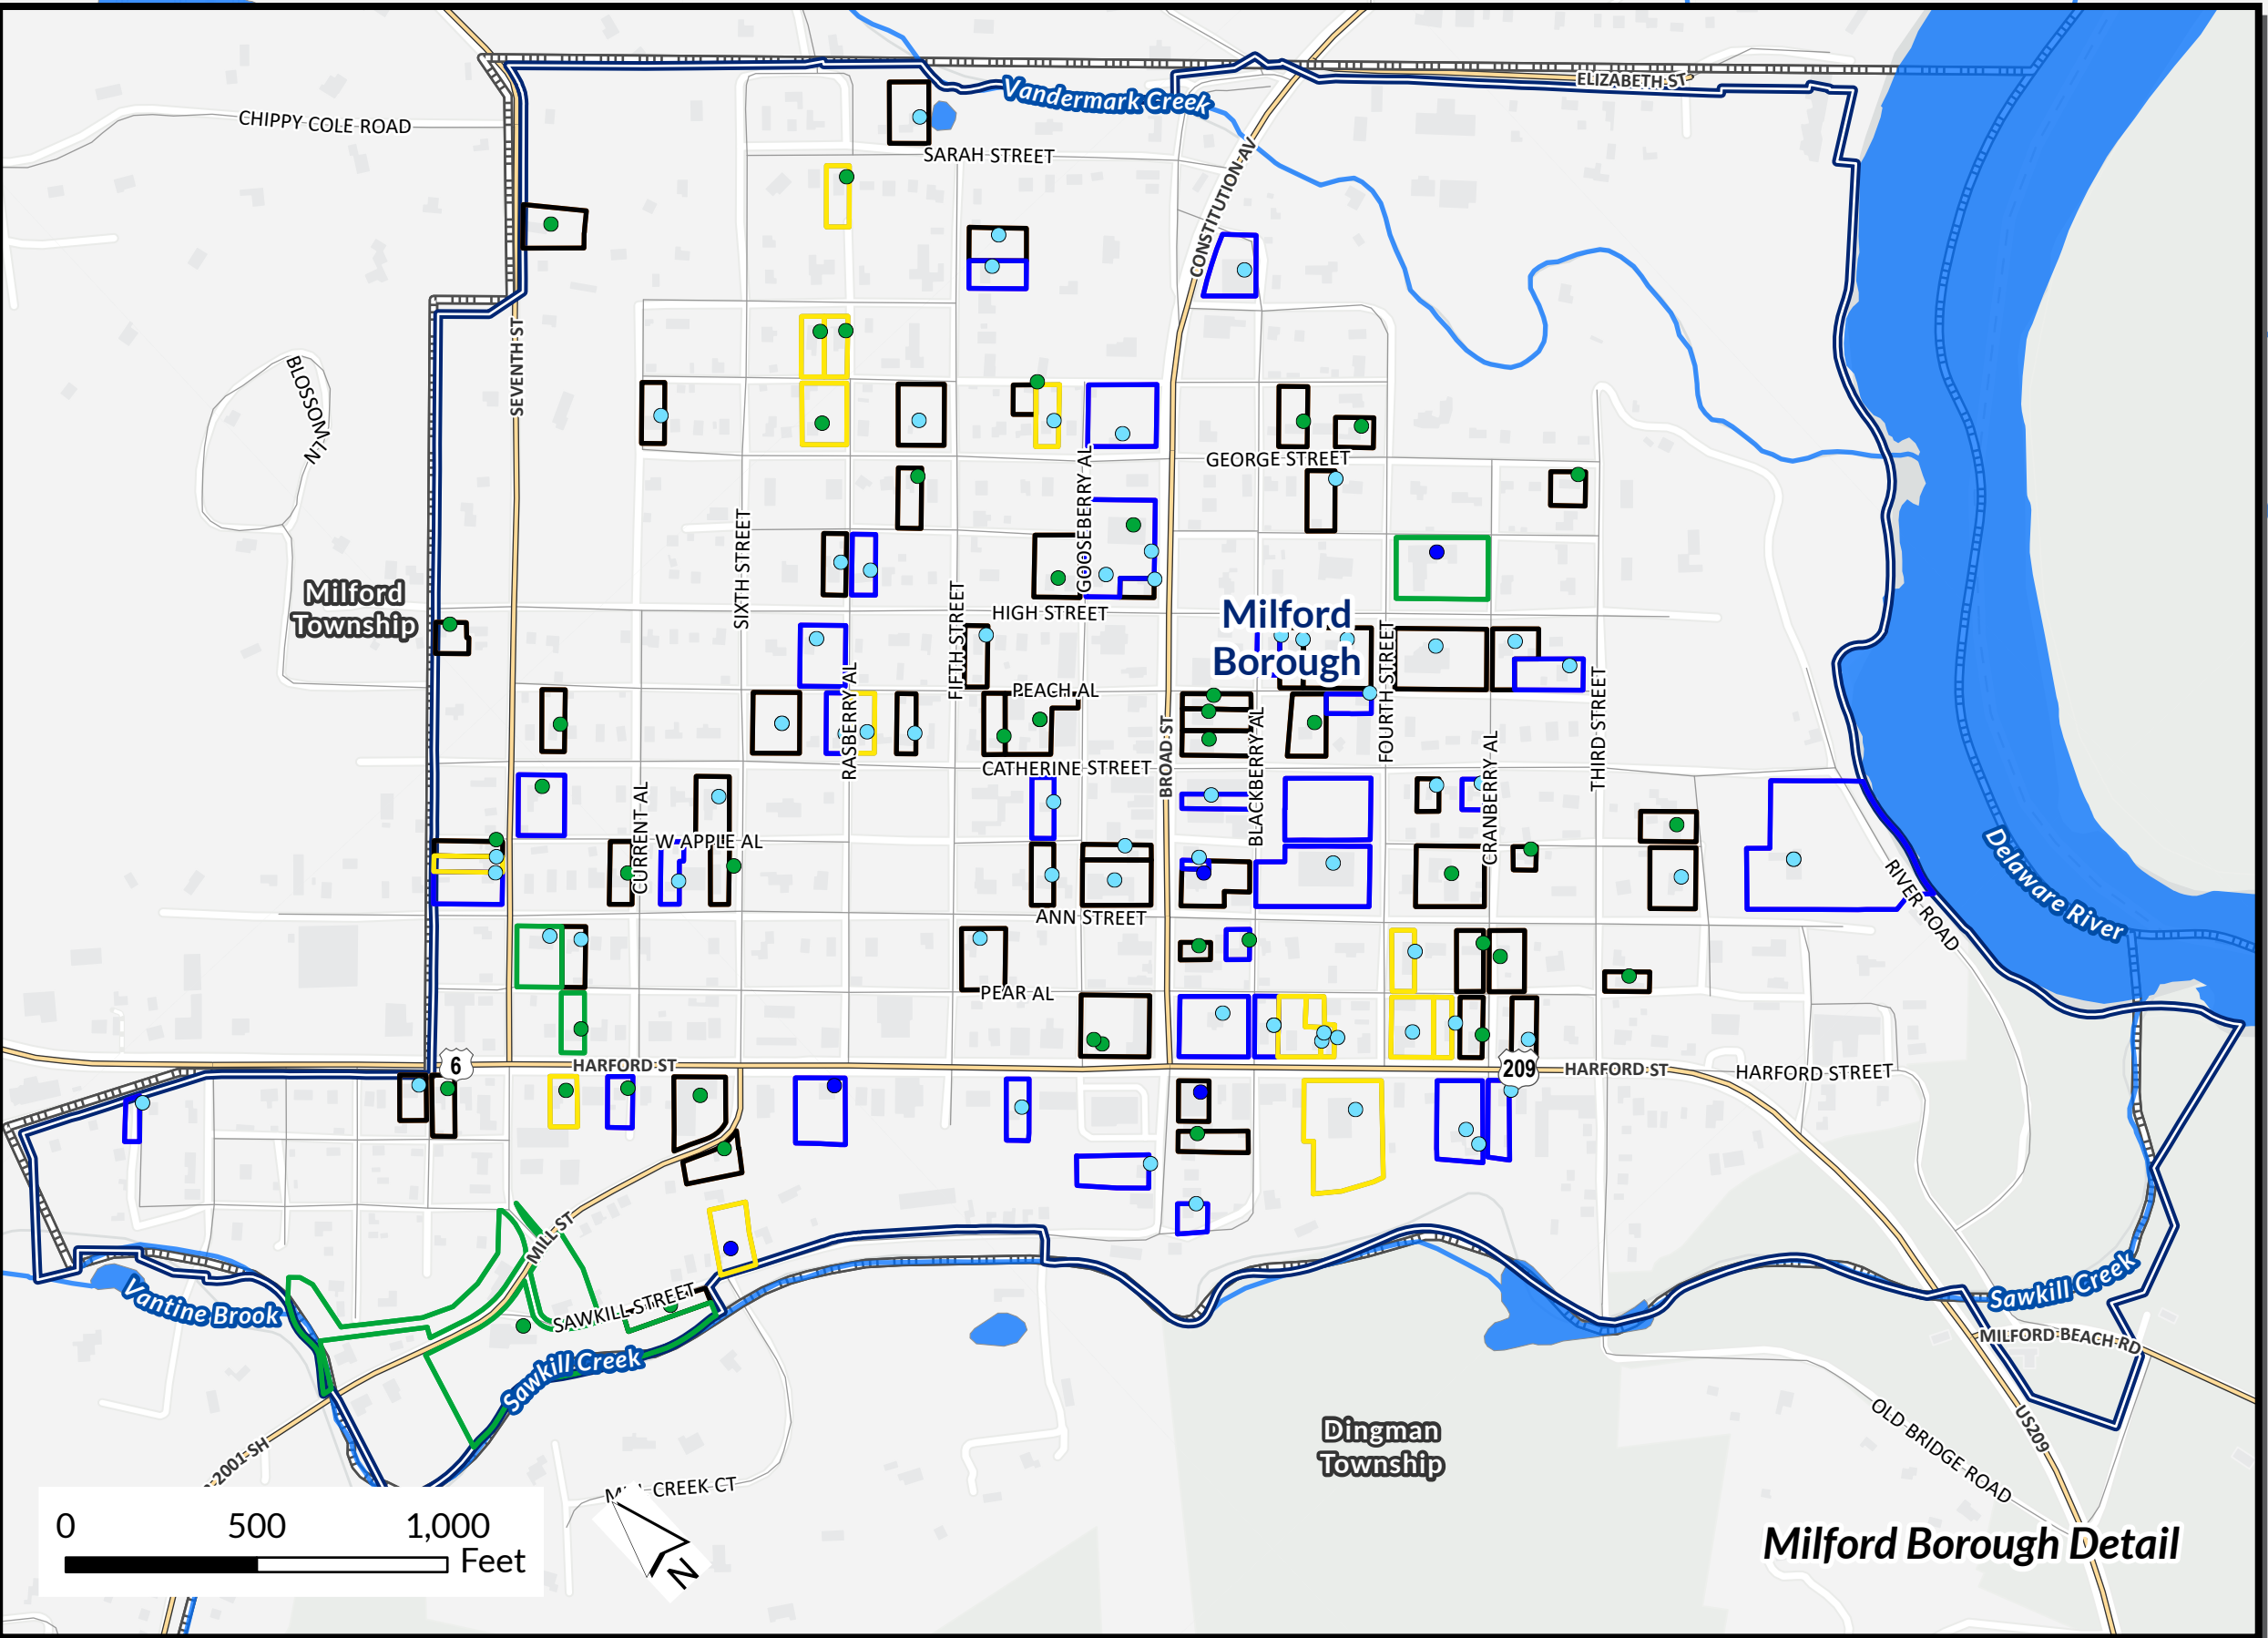 ELIZABETH ST
Vandermark Creek
CHIPPY COLE ROAD
SARAH STREET
CONSTITUTION AV
SEVENTH ST
BLOSSOM
LN
GEORGE STREET
GOOSEBERRY AL
SIXTH STREET
Milford
Township
HIGH STREET
FIFTH STREET
Milford
Borough
FOURTH STREET
PEACH AL
RASBERRY AL
THIRD STREET
BROAD ST
BLACKBERRY AL
CATHERINE STREET
CRANBERRY AL
CURRENT AL
W APPLE AL
Delaware River
RIVER ROAD
ANN STREET
PEAR AL
6
HARFORD ST
209
HARFORD ST
HARFORD STREET
MILL ST
Vantine Brook
SAWKILL STREET
Sawkill Creek
Sawkill Creek
MILFORD BEACH RD
Dingman
Township
OLD BRIDGE ROAD
US209
2001 SH
CREEK CT
0 500 1,000
Feet
N
Milford Borough Detail